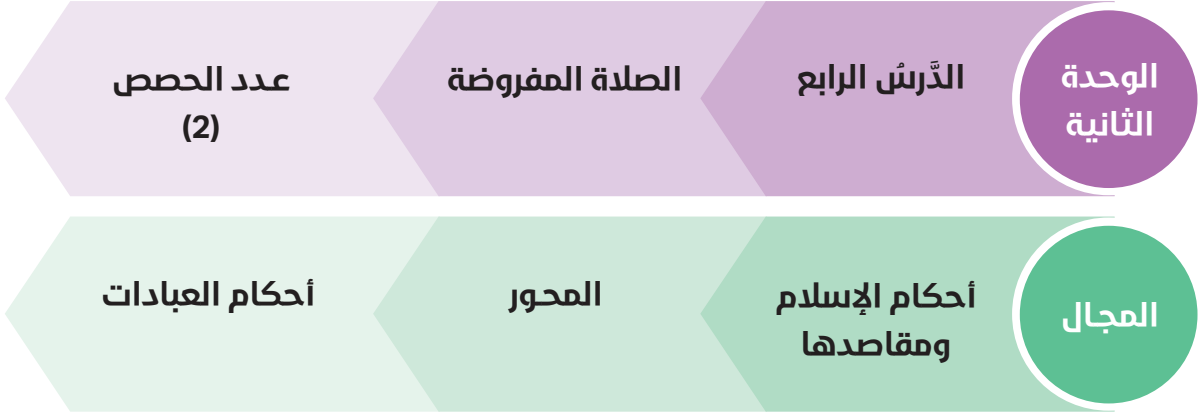 الوحدة
الثانية
الدَّرسُ الرابع
الصلاة المفروضة
عدد الحصص
(2)
المجال
أحكام الإسلام
ومقاصدها
المحور
أحكام العبادات